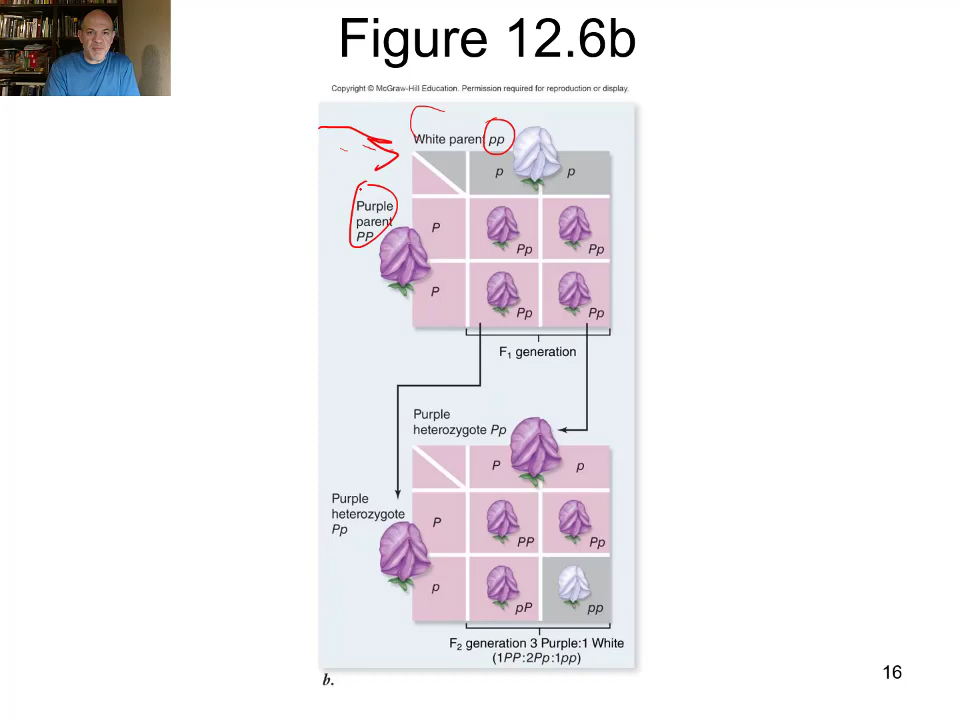 Figure 12.6b
Copyright © McGraw-Hill Education. Permission required for reproduction or display.
White parent pp
p p
Purple
parent
PP
P
Pp Pp
P
Pp Pp
F1 generation
Purple
heterozygote Pp
P p
Purple
heterozygote
Pp
P
PP Pp
p
pP pp
F2 generation 3 Purple:1 White
(1PP:2Pp:1pp)
b.
16